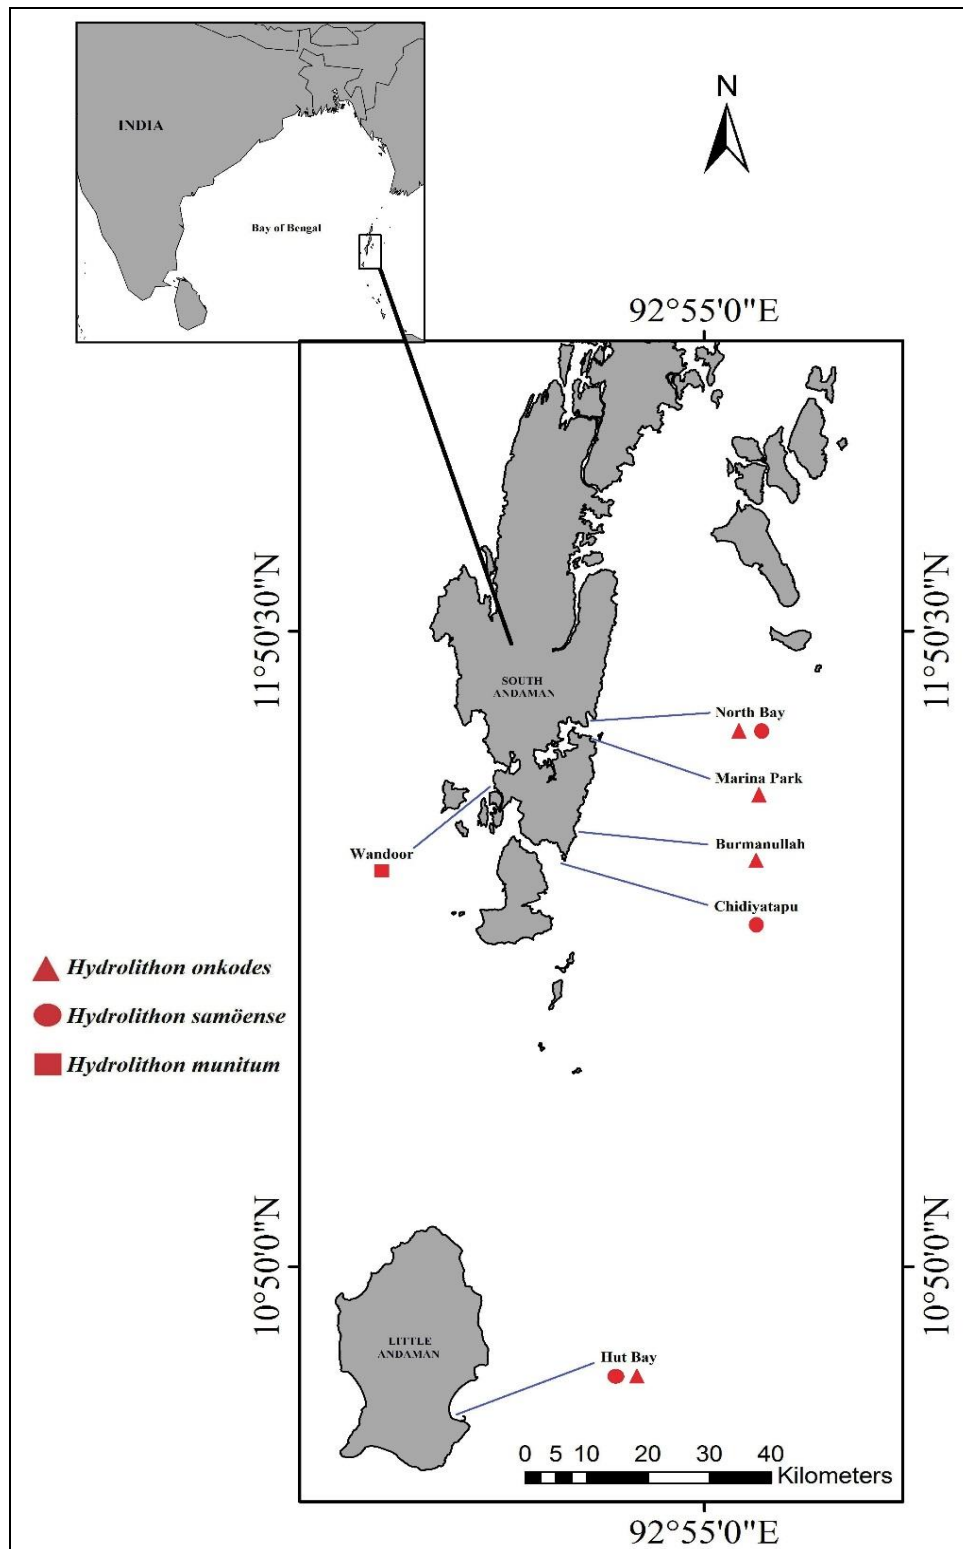 INDIA
Bay of Bengal
N
92°55'0"E
11°50'30"N
11°50'30"N
SOUTH
ANDAMAN
North Bay
Marina Park
Burmanullah
Wandoor
Chidiyatapu
Hydrolithon onkodes
Hydrolithon samöense
Hydrolithon munitum
10°50'0"N
10°50'0"N
LITTLE
ANDAMAN
Hut Bay
0 5 10 20 30 40
Kilometers
92°55'0"E